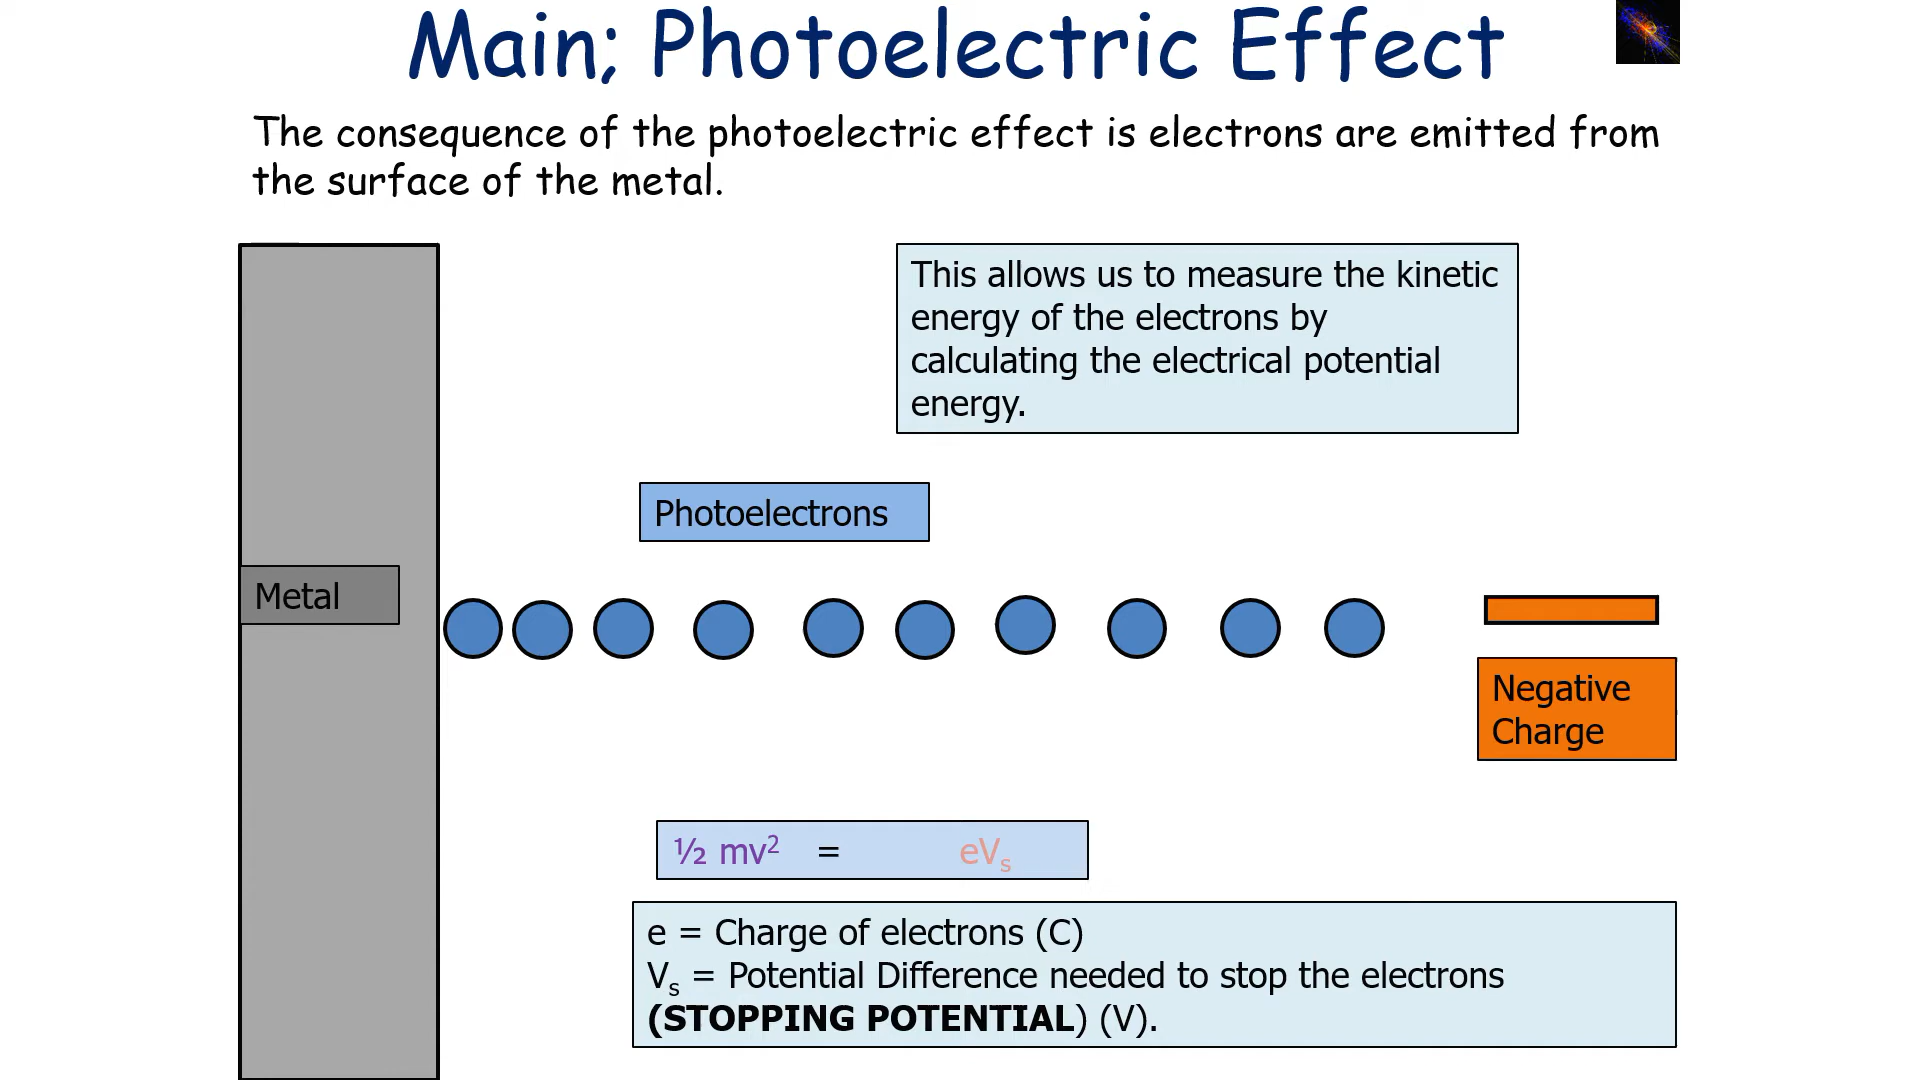 Main; Photoelectric Effect
The consequence of the photoelectric effect is electrons are emitted from
the surface of the metal.
This allows us to measure the kinetic
energy of the electrons by
calculating the electrical potential
energy.
Photoelectrons
Metal
Negative
Charge
½ mv² = eVₛ
e = Charge of electrons (C)
Vₛ = Potential Difference needed to stop the electrons
(STOPPING POTENTIAL) (V).